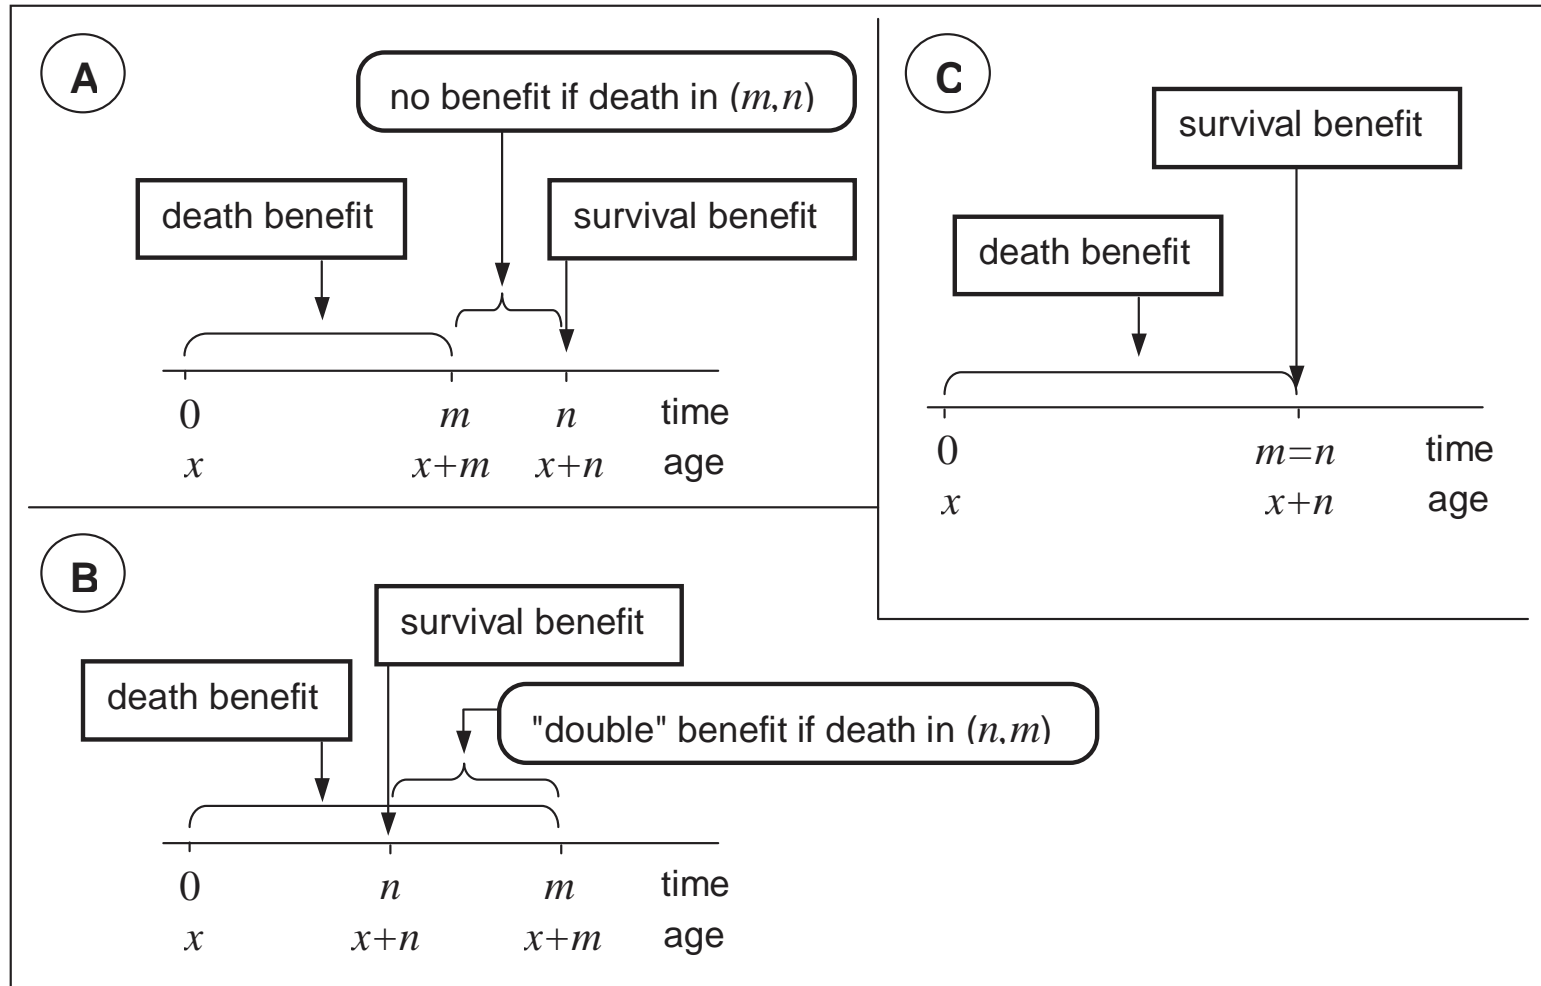 A
no benefit if death in (m,n)
death benefit
survival benefit
0 m n time
x x+m x+n age
B
survival benefit
death benefit
"double" benefit if death in (n,m)
0 n m time
x x+n x+m age
C
survival benefit
death benefit
0 m=n time
x x+n age